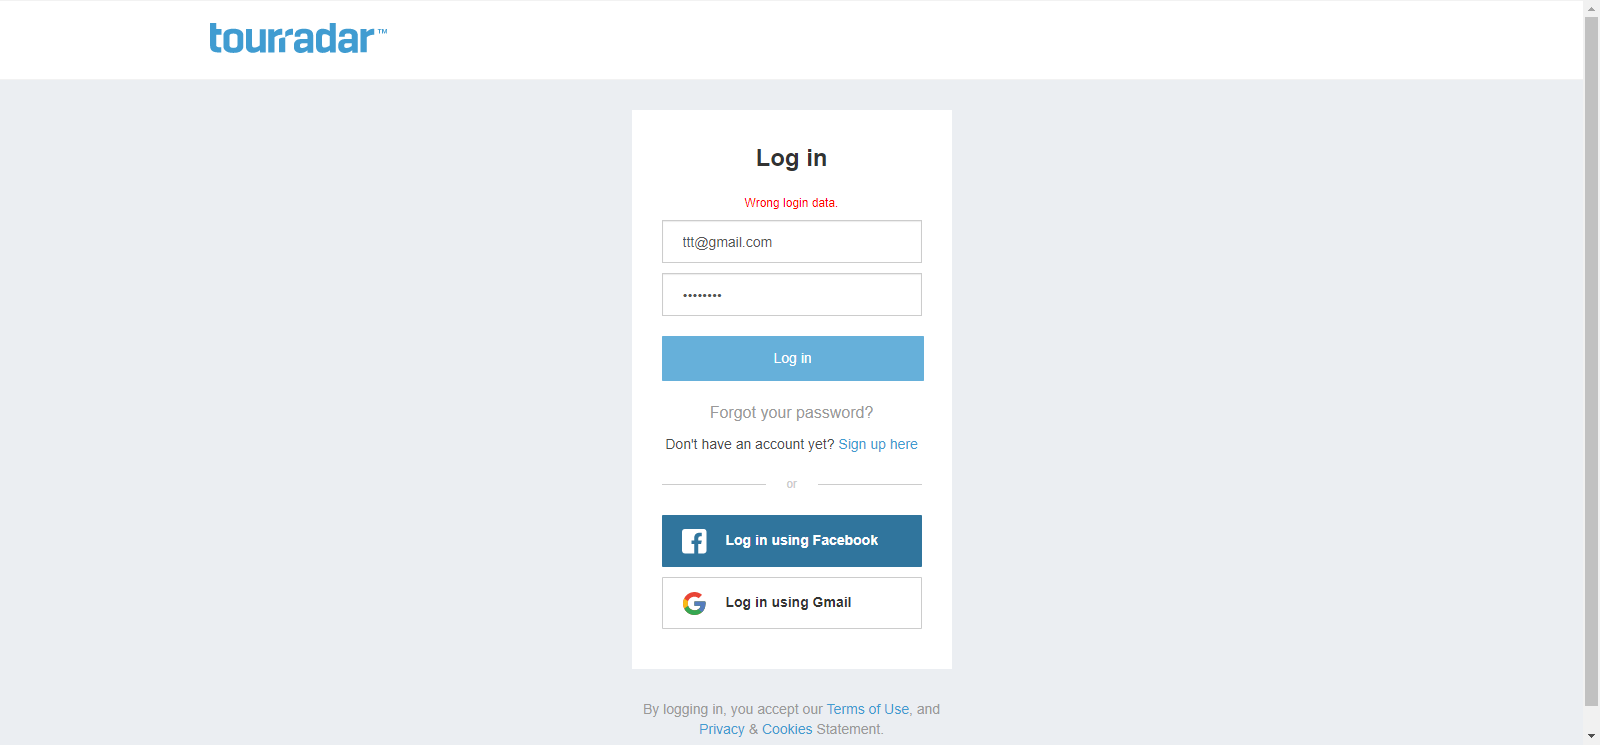 tourradar™
Log in
Wrong login data.
ttt@gmail.com
••••••••
Log in
Forgot your password?
Don't have an account yet? Sign up here
or
Log in using Facebook
Log in using Gmail
By logging in, you accept our Terms of Use, and
Privacy & Cookies Statement.